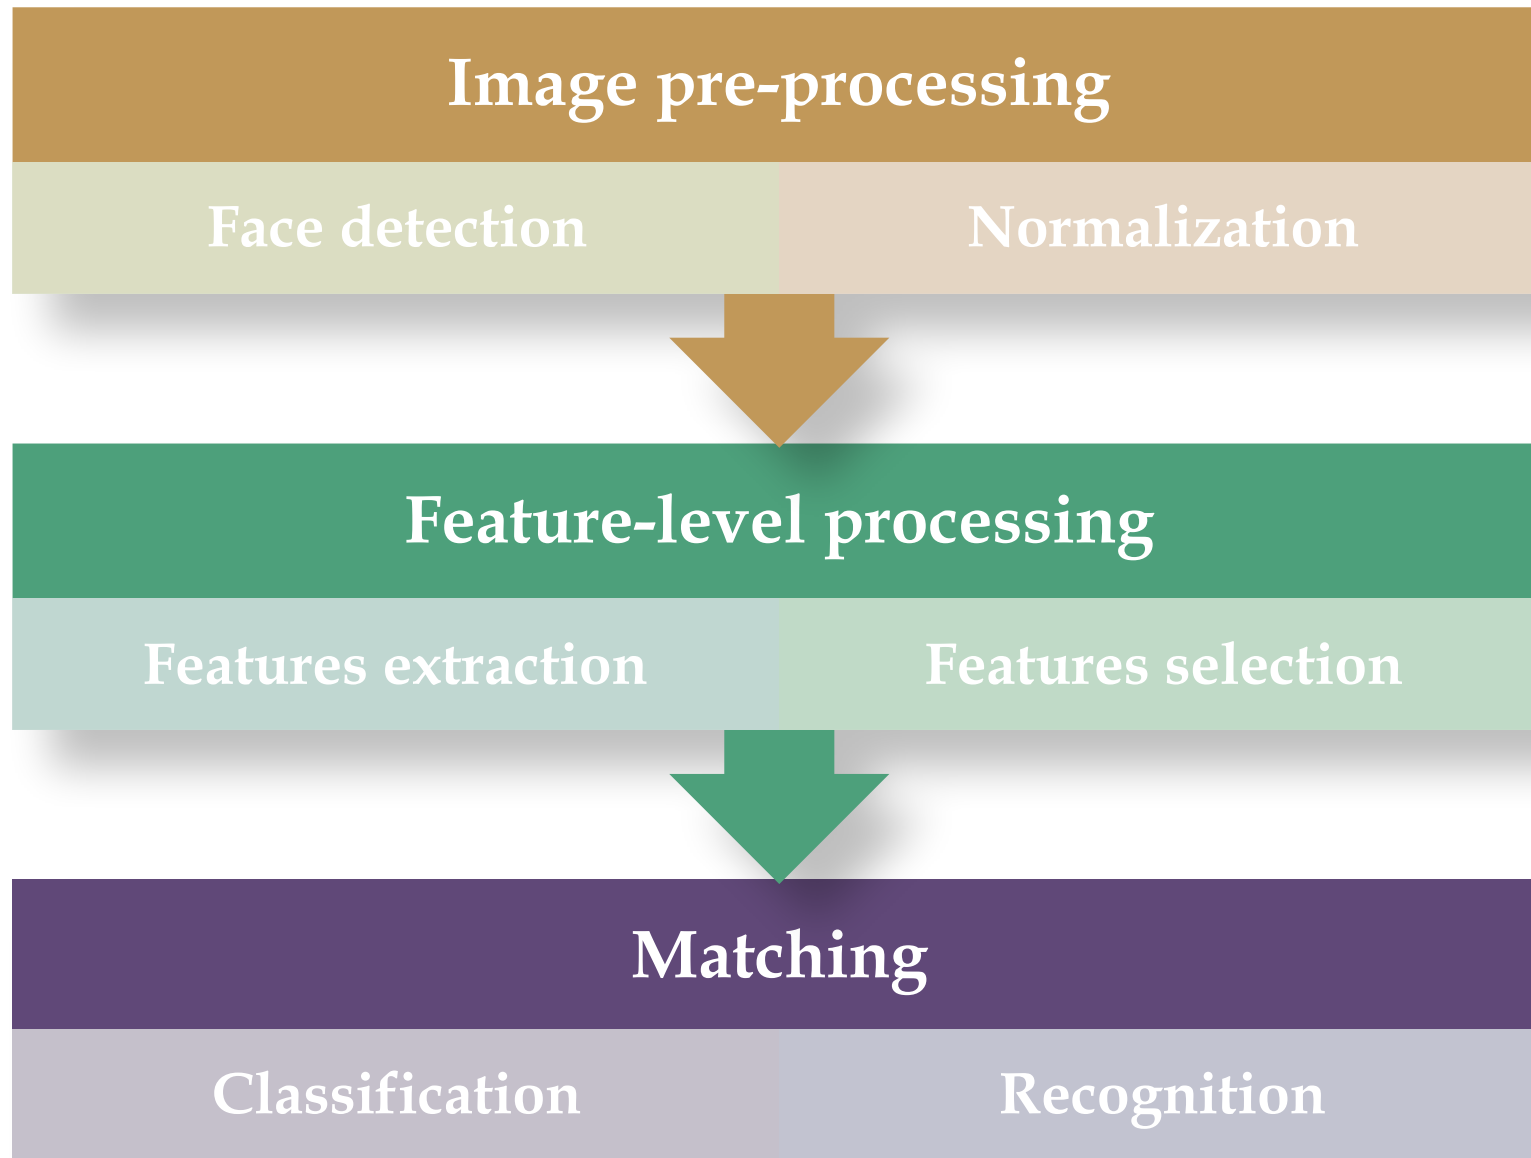 Image pre-processing
Face detection
Normalization
Feature-level processing
Features extraction
Features selection
Matching
Classification
Recognition